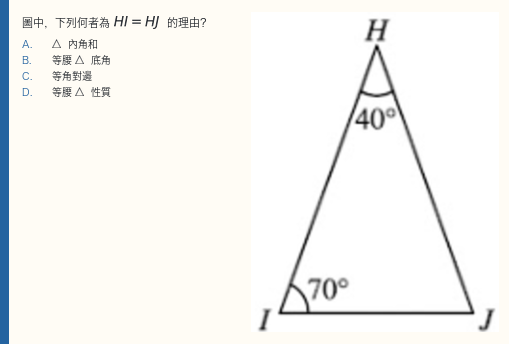 圖中，下列何者為 HI = HJ 的理由?
A. △ 內角和
B. 等腰 △ 底角
C. 等角對邊
D. 等腰 △ 性質
H
40°
70°
I J